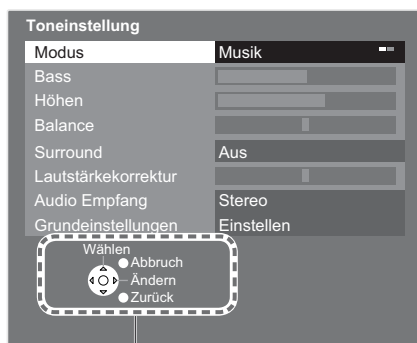 Toneinstellung
Modus Musik
Bass
Höhen
Balance
Surround Aus
Lautstärkekorrektur
Audio Empfang Stereo
Grundeinstellungen Einstellen
Wählen
Abbruch
Ändern
Zurück